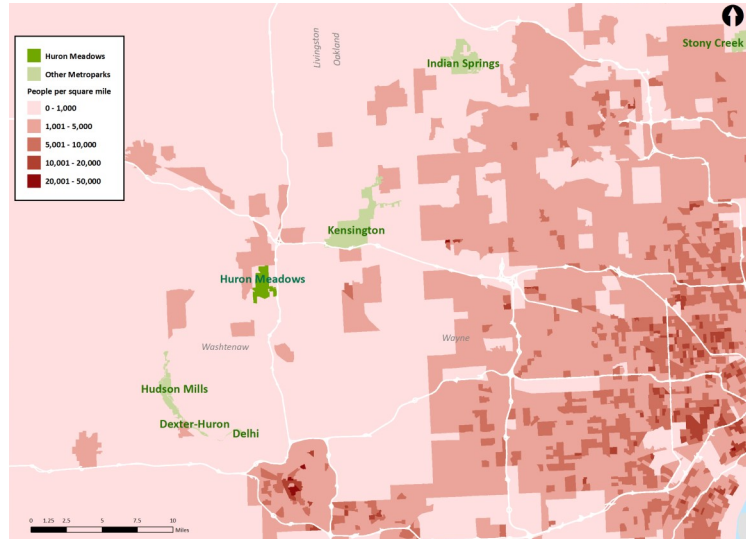 Livingston
Oakland
Stony Creek
Indian Springs
Huron Meadows
Other Metroparks
People per square mile
0 - 1,000
1,001 - 5,000
5,001 - 10,000
10,001 - 20,000
20,001 - 50,000
Kensington
Huron Meadows
Washtenaw
Wayne
Hudson Mills
Dexter-Huron
Delhi
0 1.25 2.5 5 7.5 10
Miles